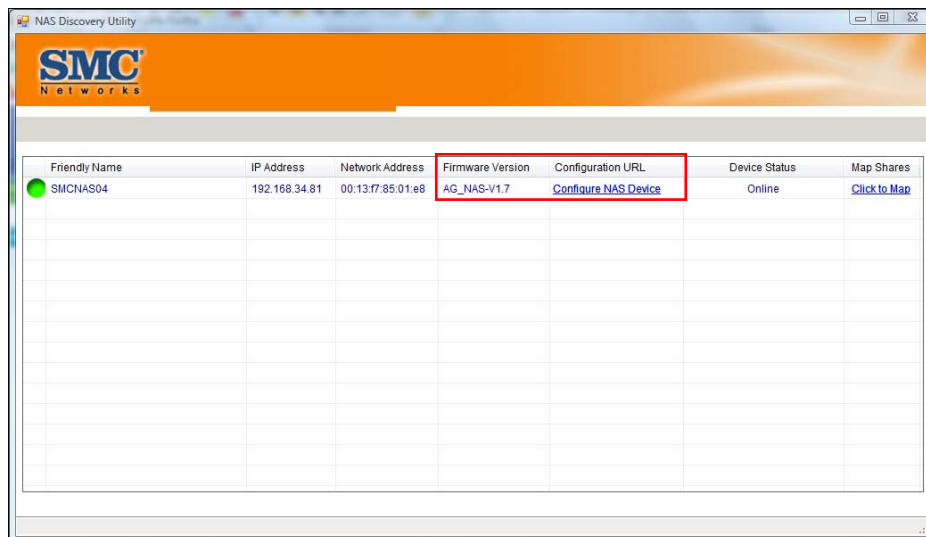 NAS Discovery Utility
SMC
Networks
Friendly Name IP Address Network Address Firmware Version Configuration URL Device Status Map Shares
SMCNAS04 192.168.34.81 00:13:f7:85:01:e8 AG_NAS-V1.7 Configure NAS Device Online Click to Map